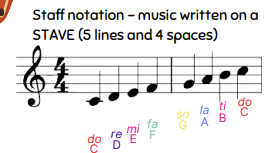 Staff notation – music written on a
STAVE (5 lines and 4 spaces)
4
4
do re mi fa so la ti do
C D E F G A B C